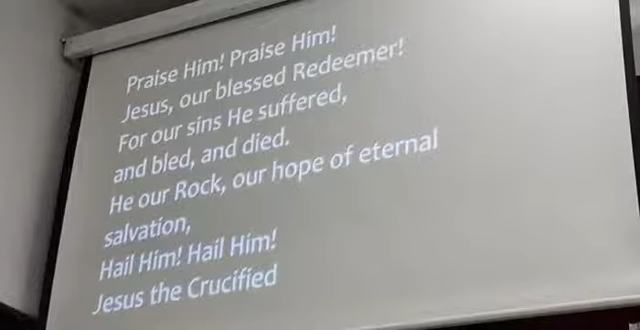 Praise Him! Praise Him!
Jesus, our blessed Redeemer!
For our sins He suffered,
and bled, and died.
He our Rock, our hope of eternal
salvation,
Hail Him! Hail Him!
Jesus the Crucified